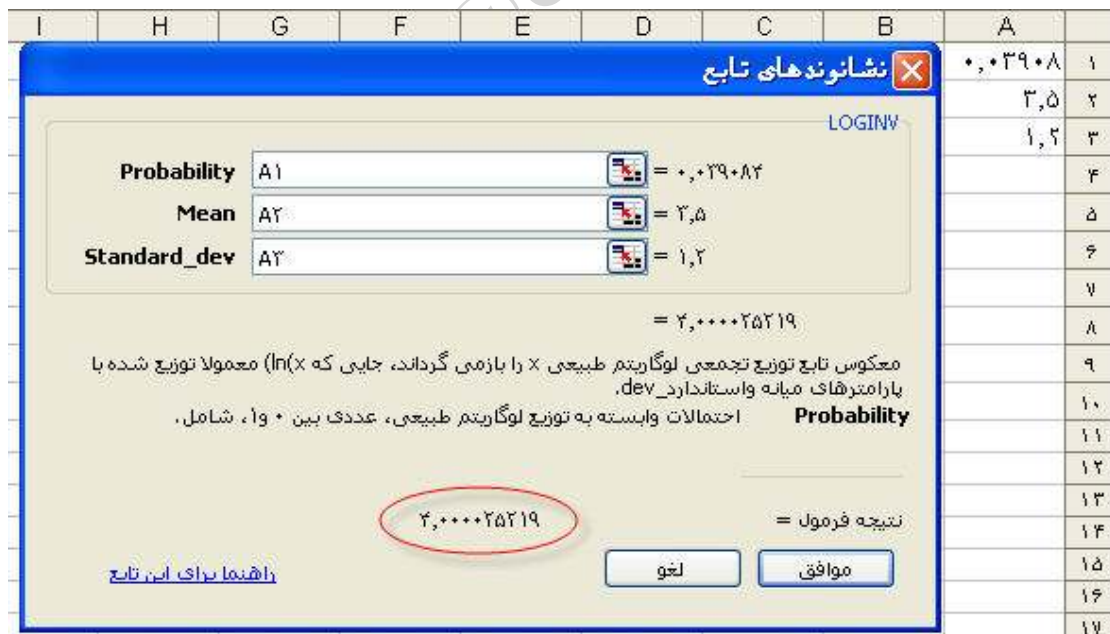 I H G F E D C B A
نشانوندهای تابع
۰,۰۳۹۰۸ ۱
۳,۵ ۲
۱,۲ ۳
۴
۵
۶
۷
۸
۹
۱۰
۱۱
۱۲
۱۳
۱۴
۱۵
۱۶
۱۷
LOGINV
Probability A۱ = ۰,۰۳۹۰۸۴
Mean A۲ = ۳,۵
Standard_dev A۳ = ۱,۲
= ۴,۰۰۰۰۲۵۲۱۹
معکوس تابع توزیع تجمعی لوگاریتم طبیعی x را بازمی گرداند، جایی که ln(x) معمولا توزیع شده با
پارامترهای میانه واستاندارد_dev.
Probability احتمالات وابسته به توزیع لوگاریتم طبیعی، عددی بین ۰ و۱، شامل.
نتیجه فرمول = ۴,۰۰۰۰۲۵۲۱۹
راهنما برای این تابع لغو موافق